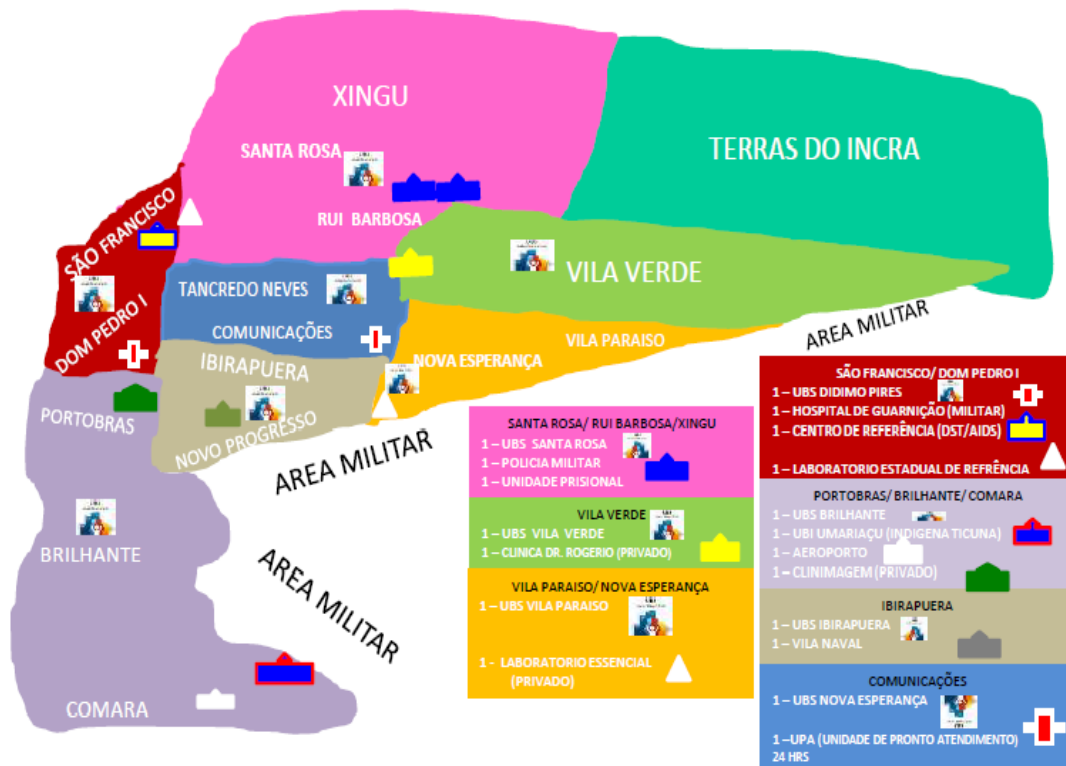 XINGU
TERRAS DO INCRA
SANTA ROSA
RUI BARBOSA
SÃO FRANCISCO
DOM PEDRO I
VILA VERDE
TANCREDO NEVES
COMUNICAÇÕES
VILA PARAISO
AREA MILITAR
NOVA ESPERANÇA
IBIRAPUERA
NOVO PROGRESSO
PORTOBRAS
AREA MILITAR
BRILHANTE
AREA MILITAR
COMARA
SANTA ROSA/ RUI BARBOSA/XINGU
1 – UBS SANTA ROSA
1 – POLICIA MILITAR
1 – UNIDADE PRISIONAL
VILA VERDE
1 – UBS VILA VERDE
1 – CLINICA DR. ROGERIO (PRIVADO)
VILA PARAISO/ NOVA ESPERANÇA
1 – UBS VILA PARAISO
1 - LABORATORIO ESSENCIAL
(PRIVADO)
SÃO FRANCISCO/ DOM PEDRO I
1 – UBS DIDIMO PIRES
1 – HOSPITAL DE GUARNIÇÃO (MILITAR)
1 – CENTRO DE REFERÊNCIA (DST/AIDS)
1 – LABORATORIO ESTADUAL DE REFRÊNCIA
PORTOBRAS/ BRILHANTE/ COMARA
1 – UBS BRILHANTE
1 – UBI UMARIAÇU (INDIGENA TICUNA)
1 – AEROPORTO
1 – CLINIMAGEM (PRIVADO)
IBIRAPUERA
1 – UBS IBIRAPUERA
1 – VILA NAVAL
COMUNICAÇÕES
1 – UBS NOVA ESPERANÇA
1 –UPA (UNIDADE DE PRONTO ATENDIMENTO)
24 HRS